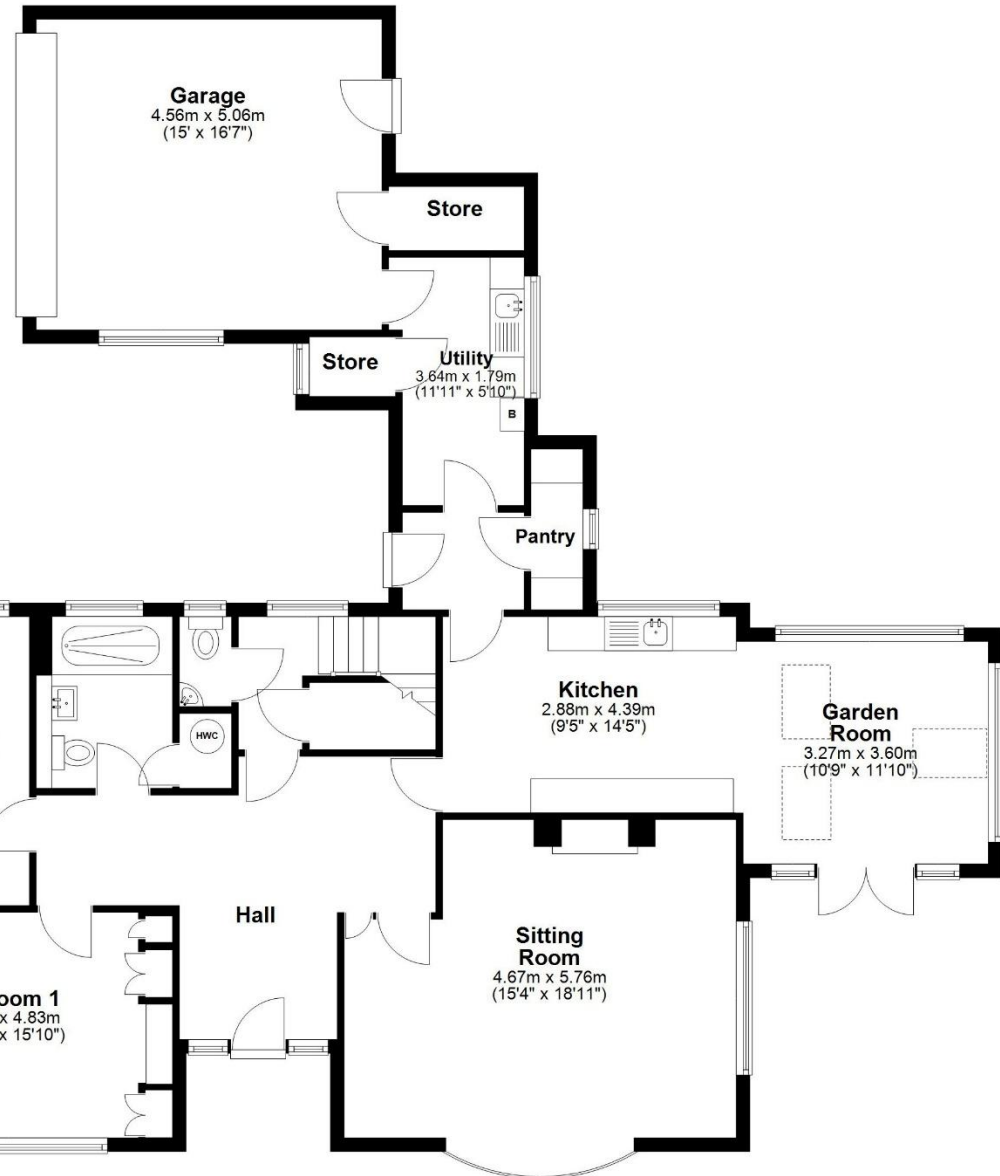 Garage
4.56m x 5.06m
(15' x 16'7")
Store
Store
Utility
3.64m x 1.79m
(11'11" x 5'10")
B
Pantry
Kitchen
2.88m x 4.39m
(9'5" x 14'5")
Garden
Room
3.27m x 3.60m
(10'9" x 11'10")
HWC
Hall
Sitting
Room
4.67m x 5.76m
(15'4" x 18'11")
oom 1
x 4.83m
x 15'10")